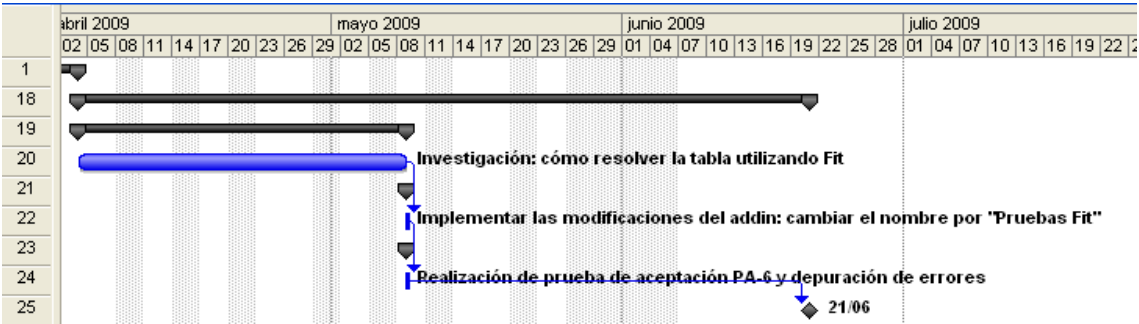 abril 2009 mayo 2009 junio 2009 julio 2009
02 05 08 11 14 17 20 23 26 29 02 05 08 11 14 17 20 23 26 29 01 04 07 10 13 16 19 22 25 28 01 04 07 10 13 16 19 22
1
18
19
20 Investigación: cómo resolver la tabla utilizando Fit
21
22 Implementar las modificaciones del addin: cambiar el nombre por "Pruebas Fit"
23
24 Realización de prueba de aceptación PA-6 y depuración de errores
25 21/06